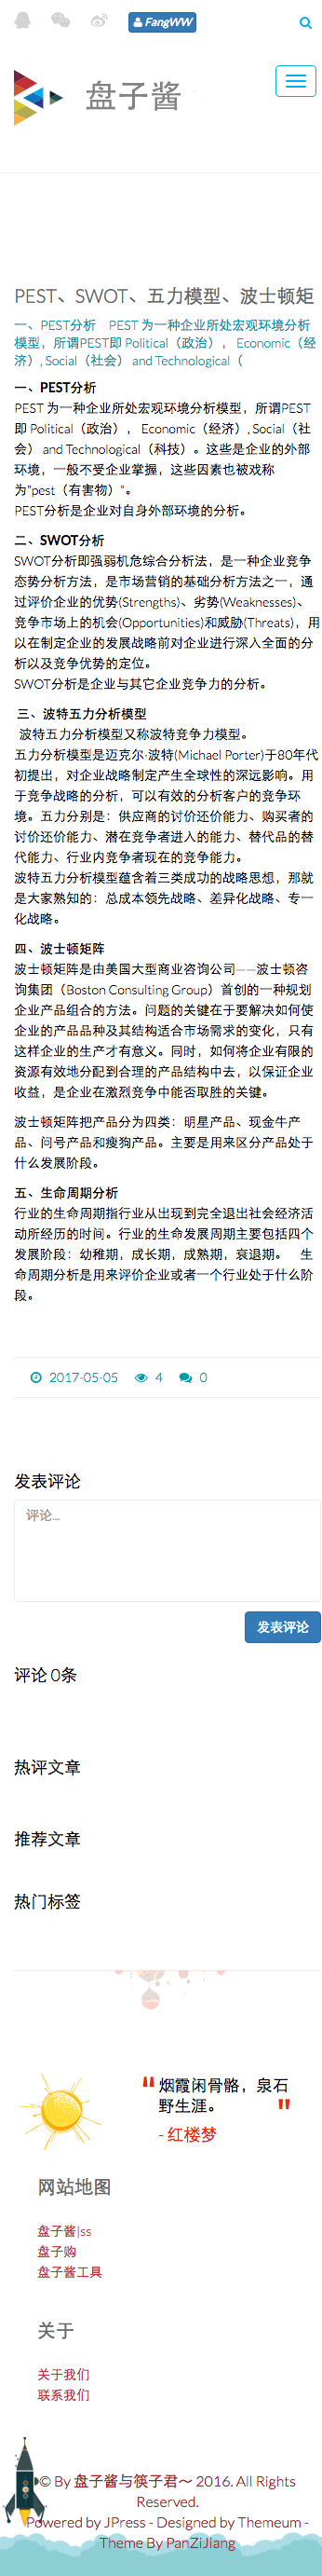 FangWW
盘子酱
PEST、SWOT、五力模型、波士顿矩
一、PEST分析　PEST 为一种企业所处宏观环境分析
模型，所谓PEST即 Political（政治）， Economic（经
济）, Social（社会） and Technological（
一、PEST分析
PEST 为一种企业所处宏观环境分析模型，所谓PEST
即 Political（政治）， Economic（经济）, Social（社
会） and Technological（科技）。这些是企业的外部
环境，一般不受企业掌握，这些因素也被戏称
为“pest（有害物）”。
PEST分析是企业对自身外部环境的分析。
二、SWOT分析
SWOT分析即强弱机危综合分析法，是一种企业竞争
态势分析方法，是市场营销的基础分析方法之一，通
过评价企业的优势(Strengths)、劣势(Weaknesses)、
竞争市场上的机会(Opportunities)和威胁(Threats)，用
以在制定企业的发展战略前对企业进行深入全面的分
析以及竞争优势的定位。
SWOT分析是企业与其它企业竞争力的分析。
三、波特五力分析模型
波特五力分析模型又称波特竞争力模型。
五力分析模型是迈克尔·波特(Michael Porter)于80年代
初提出，对企业战略制定产生全球性的深远影响。用
于竞争战略的分析，可以有效的分析客户的竞争环
境。五力分别是：供应商的讨价还价能力、购买者的
讨价还价能力、潜在竞争者进入的能力、替代品的替
代能力、行业内竞争者现在的竞争能力。
波特五力分析模型蕴含着三类成功的战略思想，那就
是大家熟知的：总成本领先战略、差异化战略、专一
化战略。
四、波士顿矩阵
波士顿矩阵是由美国大型商业咨询公司——波士顿咨
询集团（Boston Consulting Group）首创的一种规划
企业产品组合的方法。问题的关键在于要解决如何使
企业的产品品种及其结构适合市场需求的变化，只有
这样企业的生产才有意义。同时，如何将企业有限的
资源有效地分配到合理的产品结构中去，以保证企业
收益，是企业在激烈竞争中能否取胜的关键。
波士顿矩阵把产品分为四类：明星产品、现金牛产
品、问号产品和瘦狗产品。主要是用来区分产品处于
什么发展阶段。
五、生命周期分析
行业的生命周期指行业从出现到完全退出社会经济活
动所经历的时间。行业的生命发展周期主要包括四个
发展阶段：幼稚期，成长期，成熟期，衰退期。　生
命周期分析是用来评价企业或者一个行业处于什么阶
段。
2017-05-05 4 0
发表评论
评论...
发表评论
评论 0条
热评文章
推荐文章
热门标签
" 烟霞闲骨骼，泉石
野生涯。 "
- 红楼梦
网站地图
盘子酱|ss
盘子购
盘子酱工具
关于
关于我们
联系我们
© By 盘子酱与筷子君～ 2016. All Rights
Reserved.
Powered by JPress - Designed by Themeum -
Theme By PanZiJiang